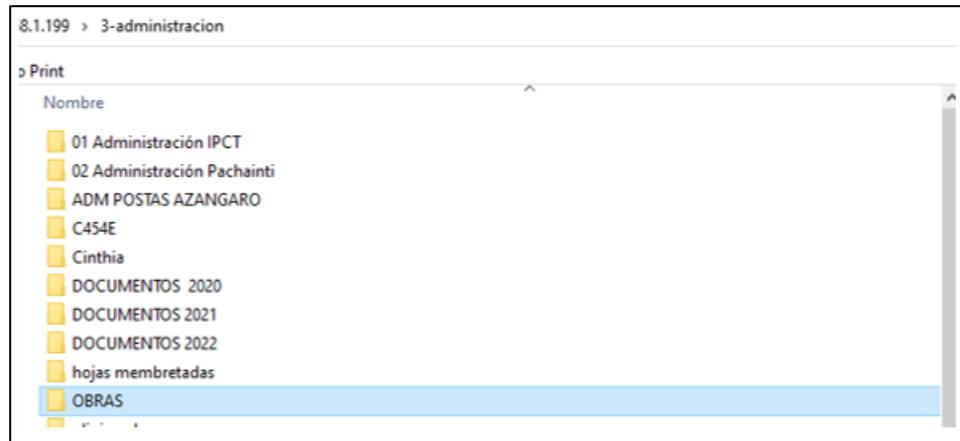 8.1.199 > 3-administracion
o Print
Nombre
01 Administración IPCT
02 Administración Pachainti
ADM POSTAS AZANGARO
C454E
Cinthia
DOCUMENTOS  2020
DOCUMENTOS 2021
DOCUMENTOS 2022
hojas membretadas
OBRAS